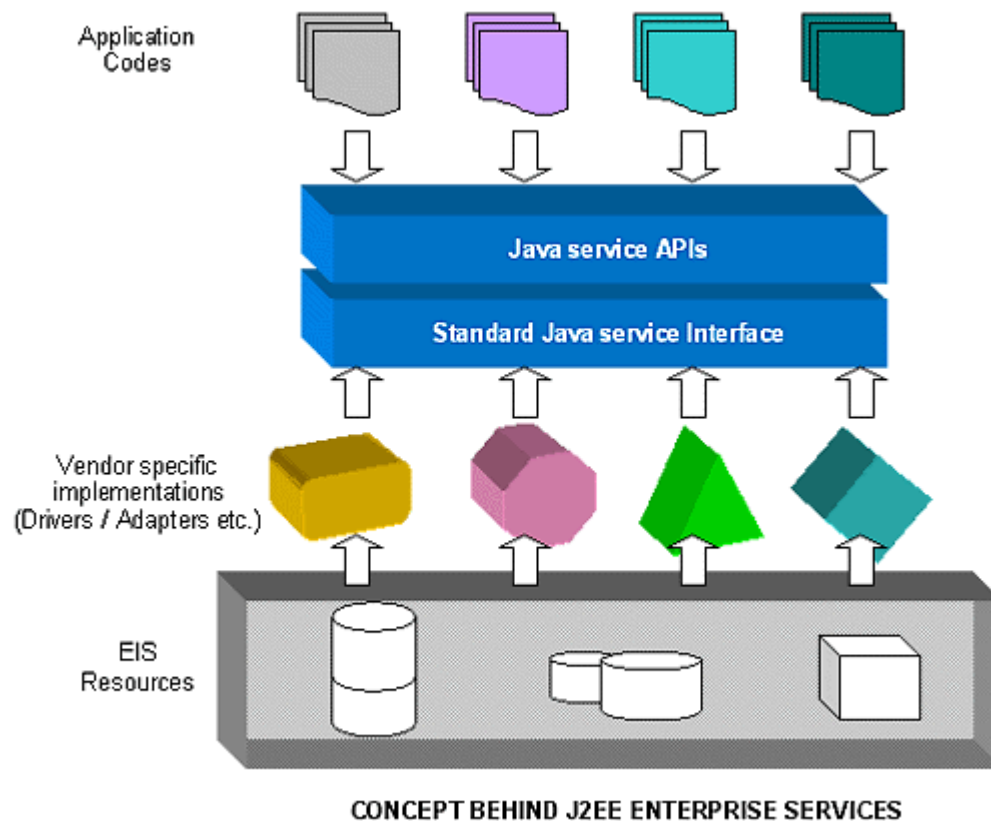 Application
Codes
Java service APIs
Standard Java service Interface
Vendor specific
implementations
(Drivers / Adapters etc.)
EIS
Resources
CONCEPT BEHIND J2EE ENTERPRISE SERVICES